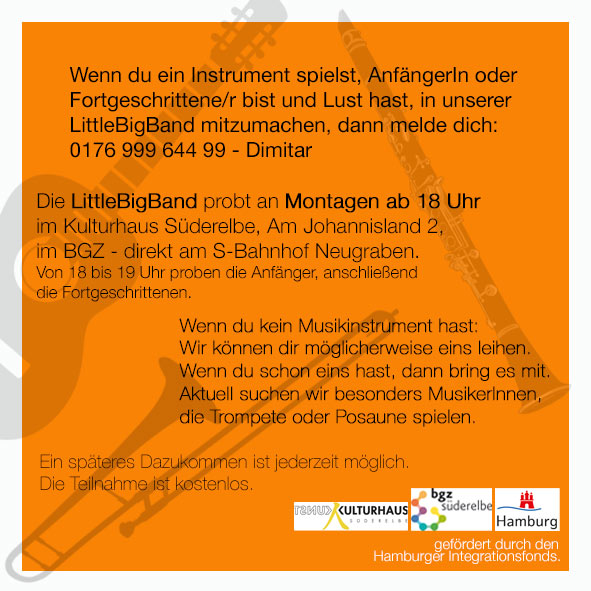 Wenn du ein Instrument spielst, AnfängerIn oder
Fortgeschrittene/r bist und Lust hast, in unserer
LittleBigBand mitzumachen, dann melde dich:
0176 999 644 99 - Dimitar
Die LittleBigBand probt an Montagen ab 18 Uhr
im Kulturhaus Süderelbe, Am Johannisland 2,
im BGZ - direkt am S-Bahnhof Neugraben.
Von 18 bis 19 Uhr proben die Anfänger, anschließend
die Fortgeschrittenen.
Wenn du kein Musikinstrument hast:
Wir können dir möglicherweise eins leihen.
Wenn du schon eins hast, dann bring es mit.
Aktuell suchen wir besonders MusikerInnen,
die Trompete oder Posaune spielen.
Ein späteres Dazukommen ist jederzeit möglich.
Die Teilnahme ist kostenlos.
KUNST KULTURHAUS
SÜDERELBE
bgz
süderelbe
Hamburg
gefördert durch den
Hamburger Integrationsfonds.